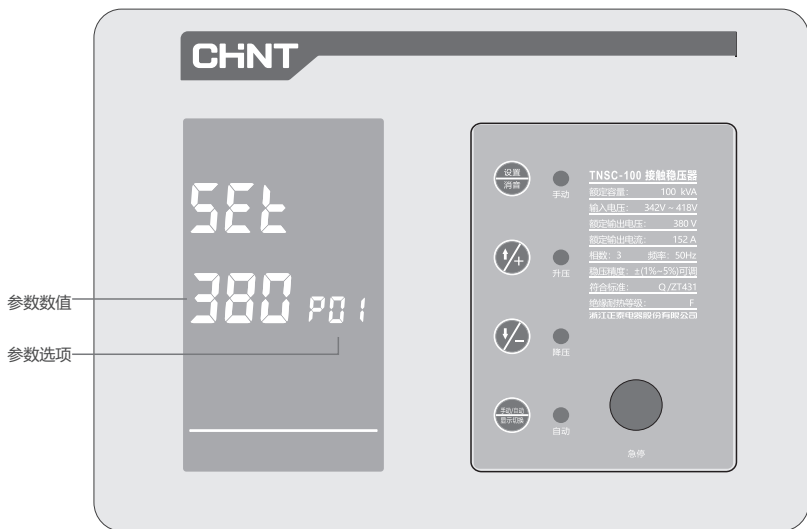 CHiNT
SEt
380 P01
参数数值
参数选项
设置
消音
手动
↑/+
升压
↓/-
降压
手动/自动
显示切换
自动
TNSC-100 接触稳压器
额定容量: 100 kVA
输入电压: 342V ~ 418V
额定输出电压: 380 V
额定输出电流: 152 A
相数: 3 频率: 50Hz
稳压精度: ±(1%~5%)可调
符合标准: Q/ZT431
绝缘耐热等级: F
浙江正泰电器股份有限公司
急停